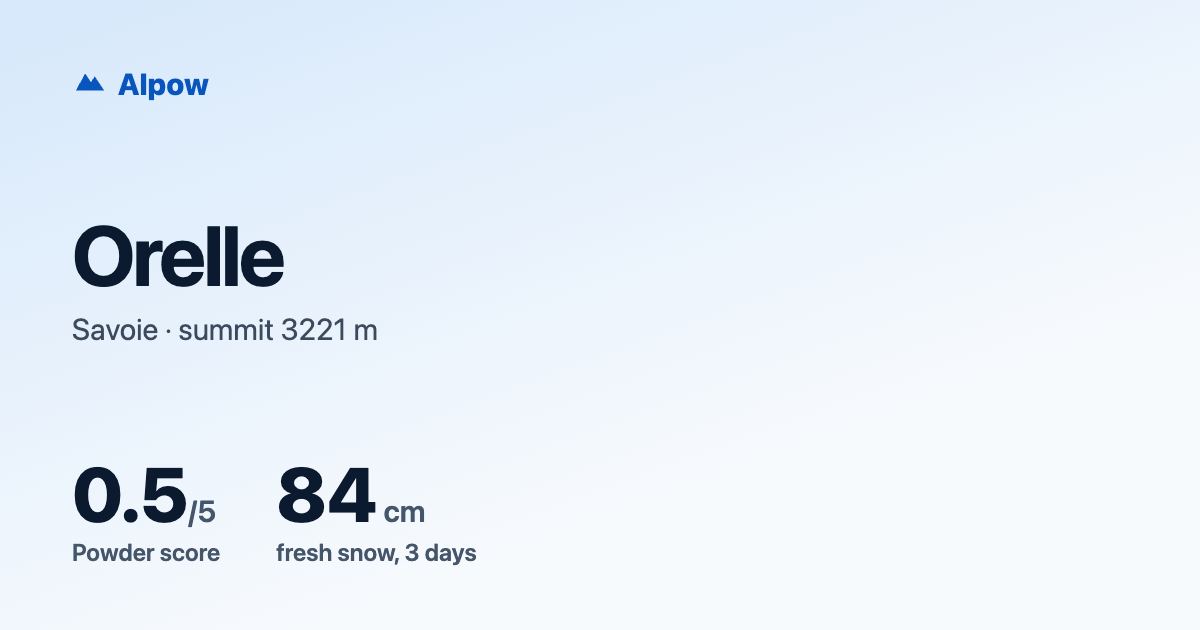 Alpow
Orelle
Savoie · summit 3221 m
0.5/5 84 cm
Powder score fresh snow, 3 days